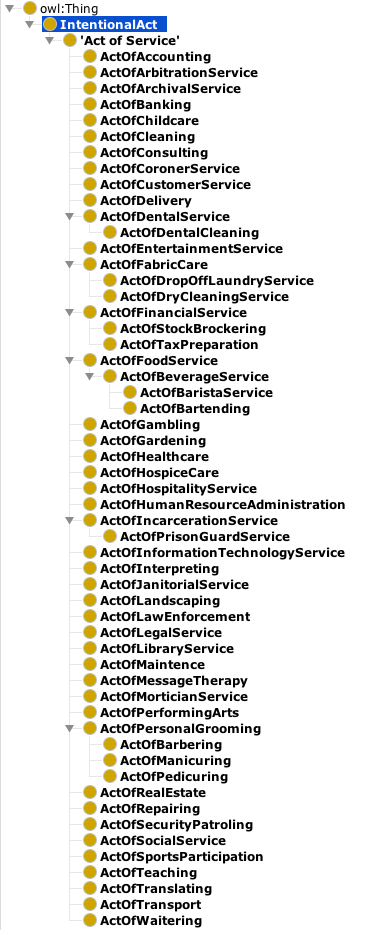 owl:Thing
IntentionalAct
'Act of Service'
ActOfAccounting
ActOfArbitrationService
ActOfArchivalService
ActOfBanking
ActOfChildcare
ActOfCleaning
ActOfConsulting
ActOfCoronerService
ActOfCustomerService
ActOfDelivery
ActOfDentalService
ActOfDentalCleaning
ActOfEntertainmentService
ActOfFabricCare
ActOfDropOffLaundryService
ActOfDryCleaningService
ActOfFinancialService
ActOfStockBrockering
ActOfTaxPreparation
ActOfFoodService
ActOfBeverageService
ActOfBaristaService
ActOfBartending
ActOfGambling
ActOfGardening
ActOfHealthcare
ActOfHospiceCare
ActOfHospitalityService
ActOfHumanResourceAdministration
ActOfIncarcerationService
ActOfPrisonGuardService
ActOfInformationTechnologyService
ActOfInterpreting
ActOfJanitorialService
ActOfLandscaping
ActOfLawEnforcement
ActOfLegalService
ActOfLibraryService
ActOfMaintence
ActOfMessageTherapy
ActOfMorticianService
ActOfPerformingArts
ActOfPersonalGrooming
ActOfBarbering
ActOfManicuring
ActOfPedicuring
ActOfRealEstate
ActOfRepairing
ActOfSecurityPatroling
ActOfSocialService
ActOfSportsParticipation
ActOfTeaching
ActOfTranslating
ActOfTransport
ActOfWaitering